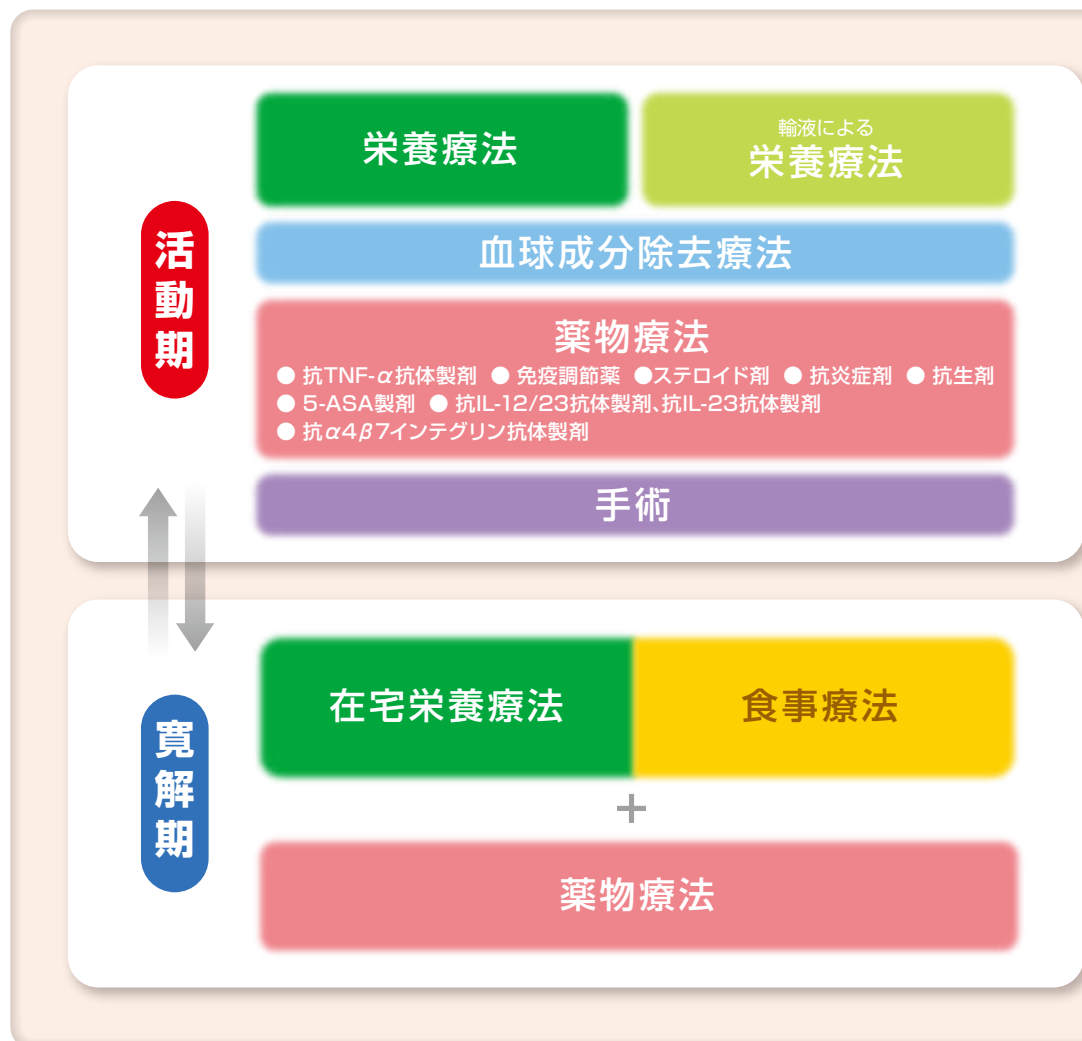 活動期
栄養療法
輸液による
栄養療法
血球成分除去療法
薬物療法
● 抗TNF-α抗体製剤 ● 免疫調節薬 ●ステロイド剤 ● 抗炎症剤 ● 抗生剤
● 5-ASA製剤 ● 抗IL-12/23抗体製剤、抗IL-23抗体製剤
● 抗α4β7インテグリン抗体製剤
手術
寛解期
在宅栄養療法
食事療法
+
薬物療法